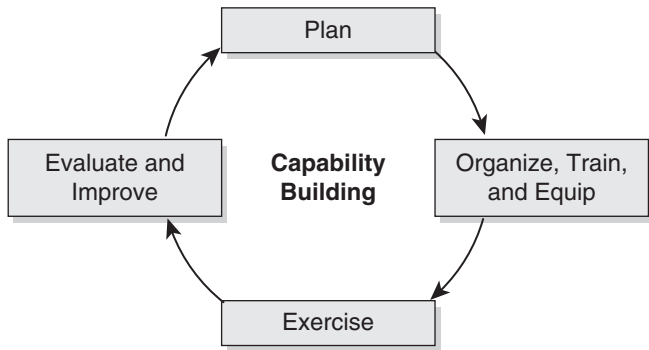 Plan
Evaluate and
Improve
Capability
Building
Organize, Train,
and Equip
Exercise